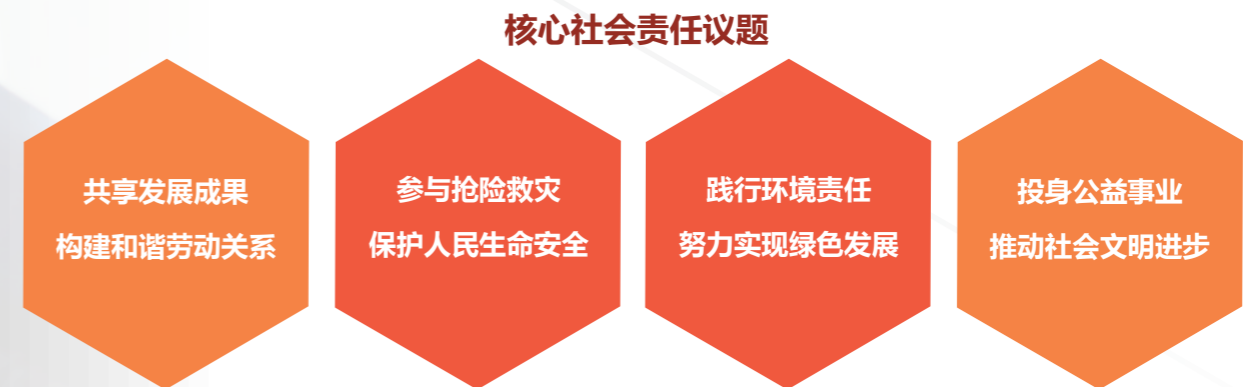 核心社会责任议题
共享发展成果
构建和谐劳动关系
参与抢险救灾
保护人民生命安全
践行环境责任
努力实现绿色发展
投身公益事业
推动社会文明进步